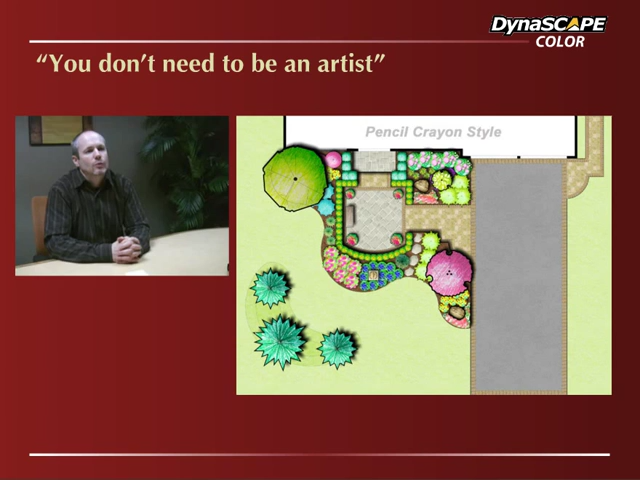 DynaSCAPE
COLOR
“You don’t need to be an artist”
Pencil Crayon Style